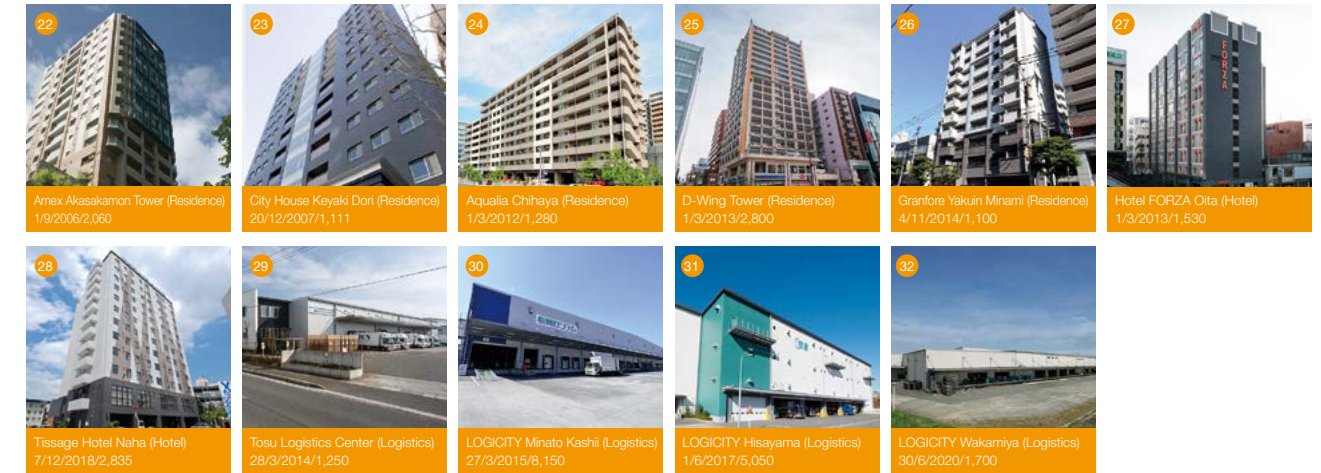 22
Amex Akasakamon Tower (Residence)
1/9/2006/2,060
23
City House Keyaki Dori (Residence)
20/12/2007/1,111
24
Aqualia Chihaya (Residence)
1/3/2012/1,280
25
D-Wing Tower (Residence)
1/3/2013/2,800
26
Granfore Yakuin Minami (Residence)
4/11/2014/1,100
27
FORZA
Hotel FORZA Oita (Hotel)
1/3/2013/1,530
28
Tissage Hotel Naha (Hotel)
7/12/2018/2,835
29
Tosu Logistics Center (Logistics)
28/3/2014/1,250
30
LOGICITY Minato Kashii (Logistics)
27/3/2015/8,150
31
LOGICITY Hisayama (Logistics)
1/6/2017/5,050
32
LOGICITY Wakamiya (Logistics)
30/6/2020/1,700